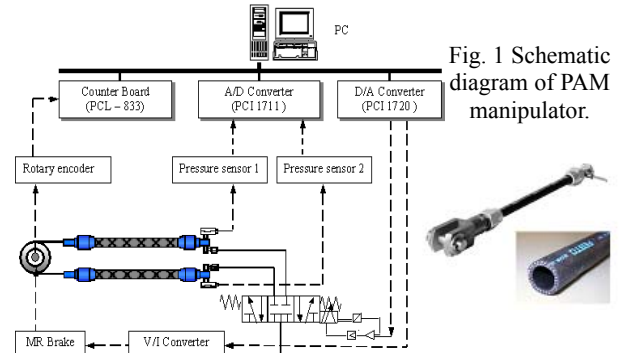 PC
Fig. 1 Schematic
diagram of PAM
manipulator.
Counter Board
(PCL – 833)
A/D Converter
(PCI 1711)
D/A Converter
(PCI 1720)
Rotary encoder
Pressure sensor 1
Pressure sensor 2
FESTO
MR Brake
V/I Converter